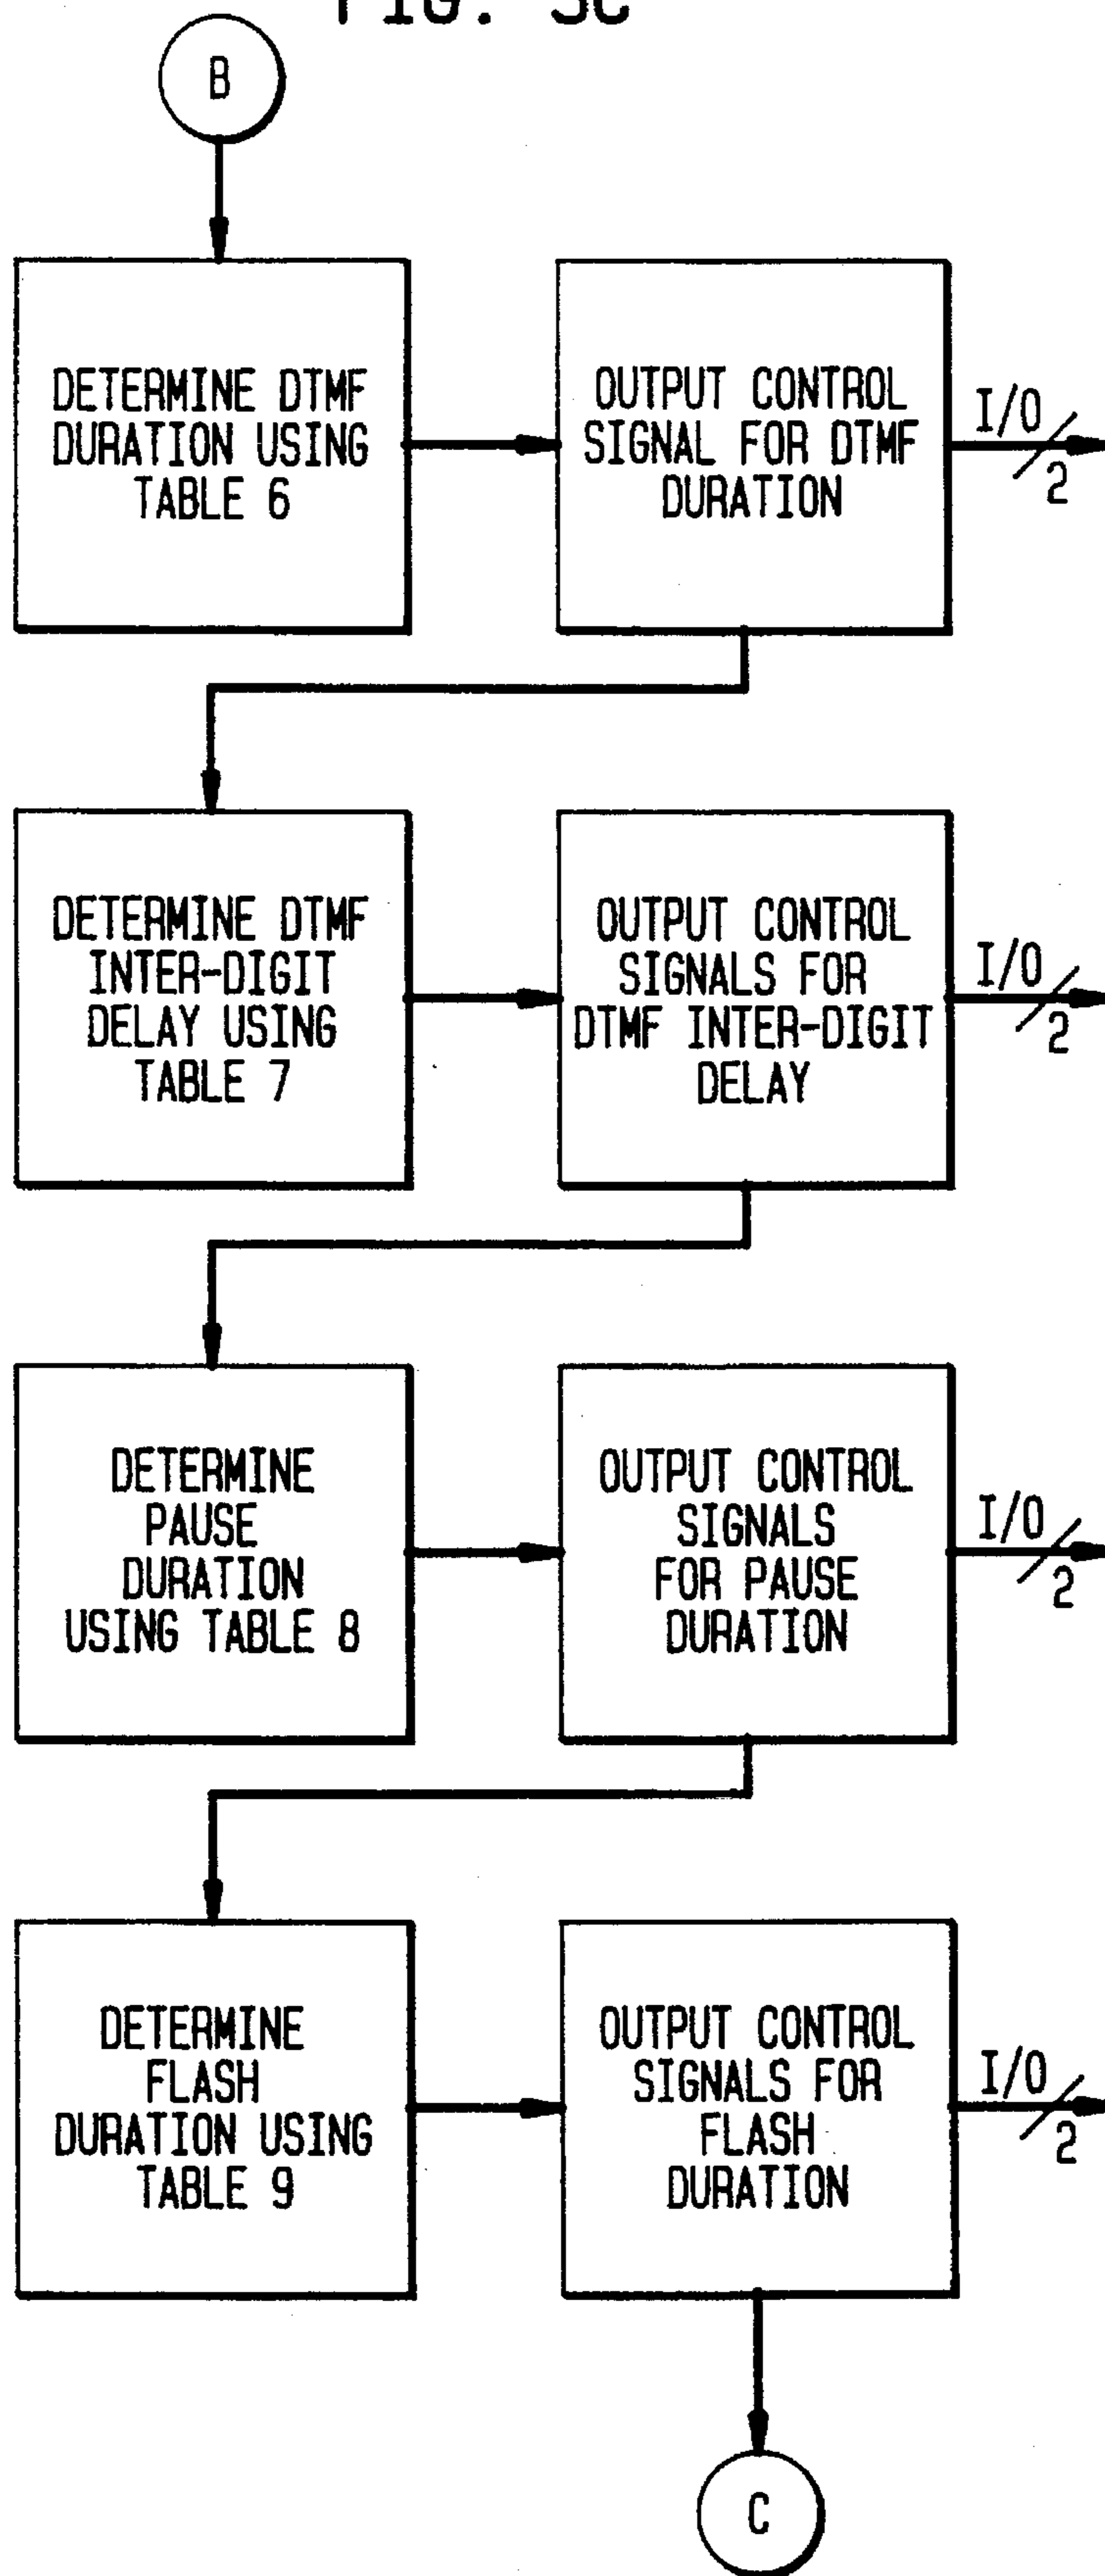 FIG. 3C
B
DETERMINE DTMF
DURATION USING
TABLE 6
OUTPUT CONTROL
SIGNAL FOR DTMF
DURATION
I/O
2
DETERMINE DTMF
INTER-DIGIT
DELAY USING
TABLE 7
OUTPUT CONTROL
SIGNALS FOR
DTMF INTER-DIGIT
DELAY
I/O
2
DETERMINE
PAUSE
DURATION
USING TABLE 8
OUTPUT CONTROL
SIGNALS
FOR PAUSE
DURATION
I/O
2
DETERMINE
FLASH
DURATION USING
TABLE 9
OUTPUT CONTROL
SIGNALS FOR
FLASH
DURATION
I/O
2
C